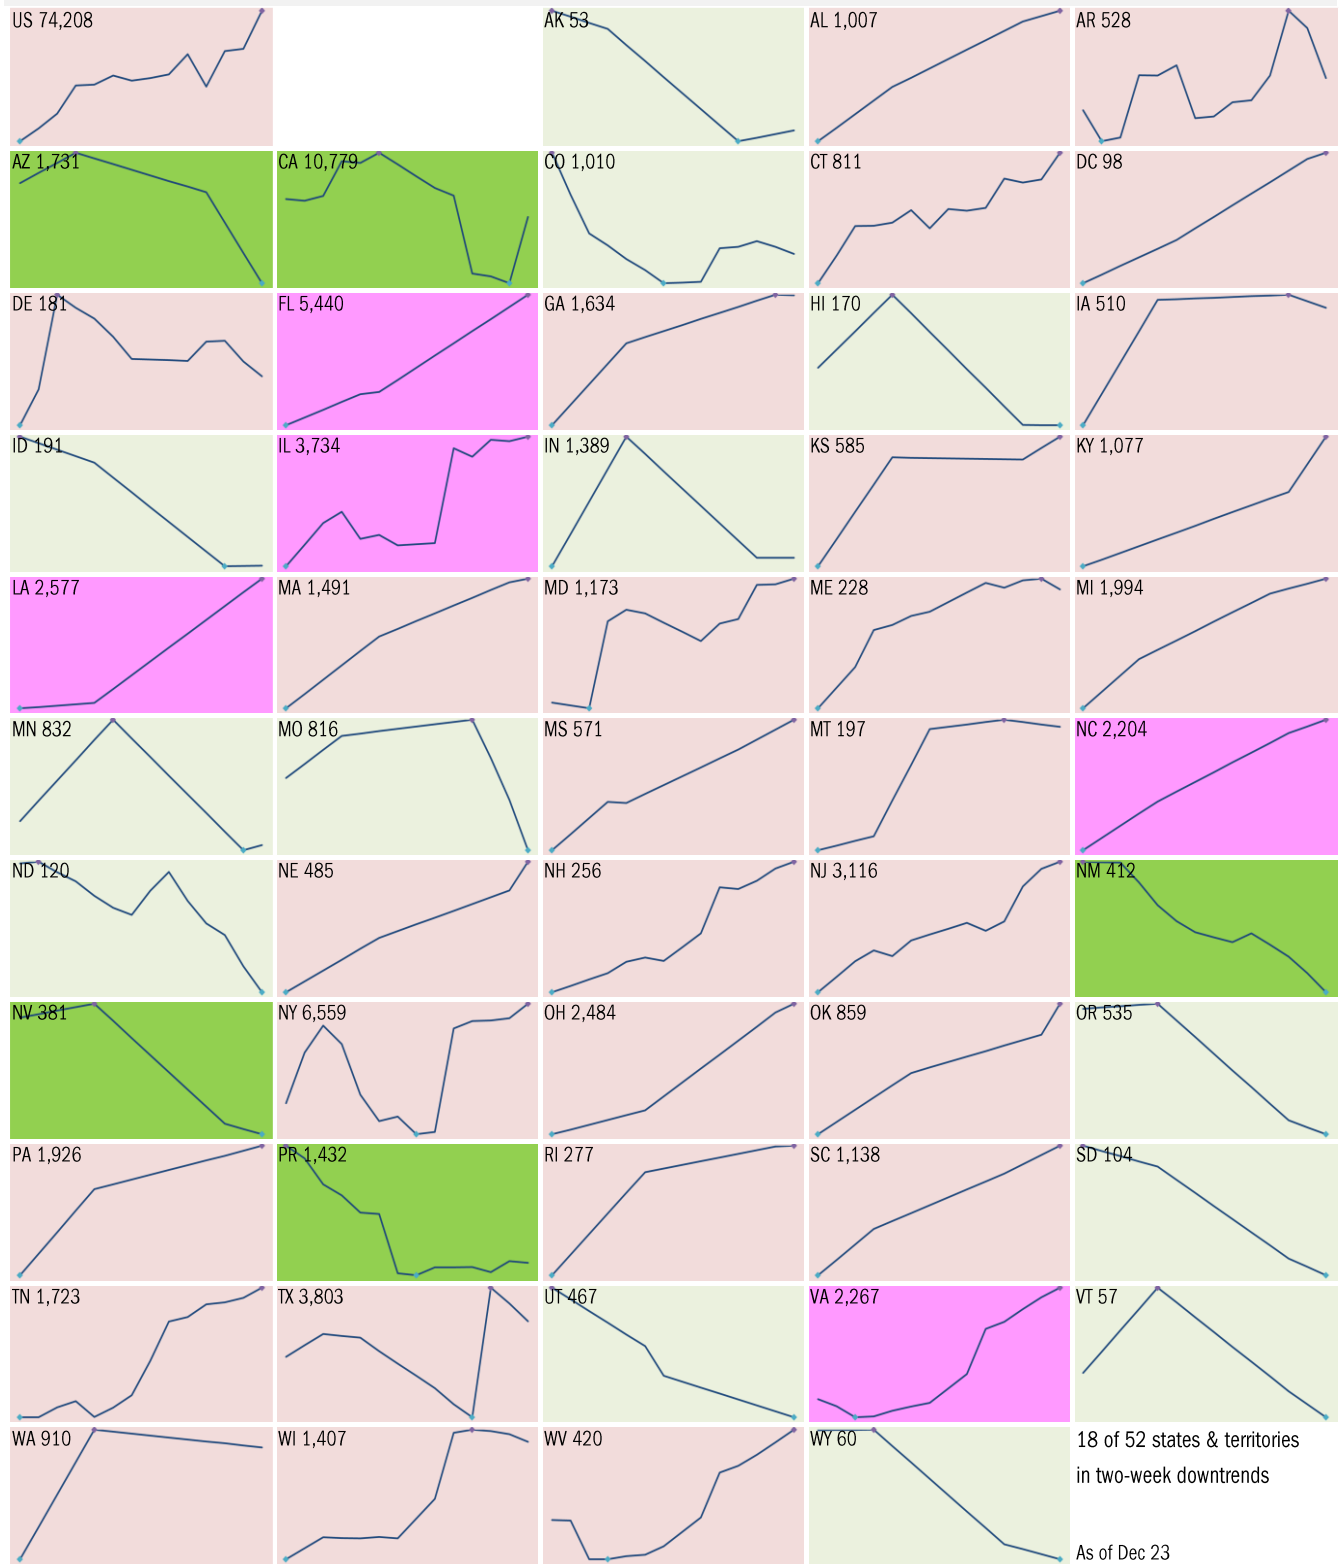 US 74,208
AK 53
AL 1,007
AR 528
AZ 1,731
CA 10,779
CO 1,010
CT 811
DC 98
DE 181
FL 5,440
GA 1,634
HI 170
IA 510
ID 191
IL 3,734
IN 1,389
KS 585
KY 1,077
LA 2,577
MA 1,491
MD 1,173
ME 228
MI 1,994
MN 832
MO 816
MS 571
MT 197
NC 2,204
ND 120
NE 485
NH 256
NJ 3,116
NM 412
NV 381
NY 6,559
OH 2,484
OK 859
OR 535
PA 1,926
PR 1,432
RI 277
SC 1,138
SD 104
TN 1,723
TX 3,803
UT 467
VA 2,267
VT 57
WA 910
WI 1,407
WV 420
WY 60
18 of 52 states & territories
in two-week downtrends
As of Dec 23